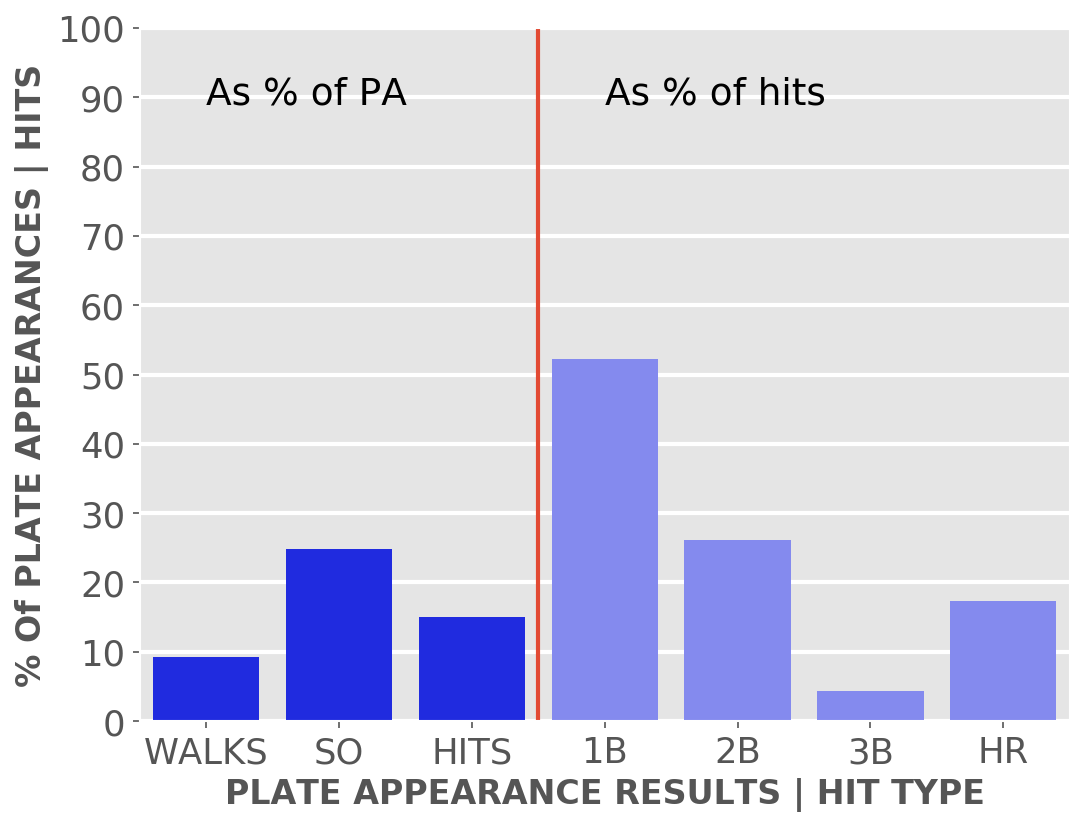 % Of PLATE APPEARANCES | HITS
100
90
80
70
60
50
40
30
20
10
0
As % of PA
As % of hits
WALKS SO HITS 1B 2B 3B HR
PLATE APPEARANCE RESULTS | HIT TYPE